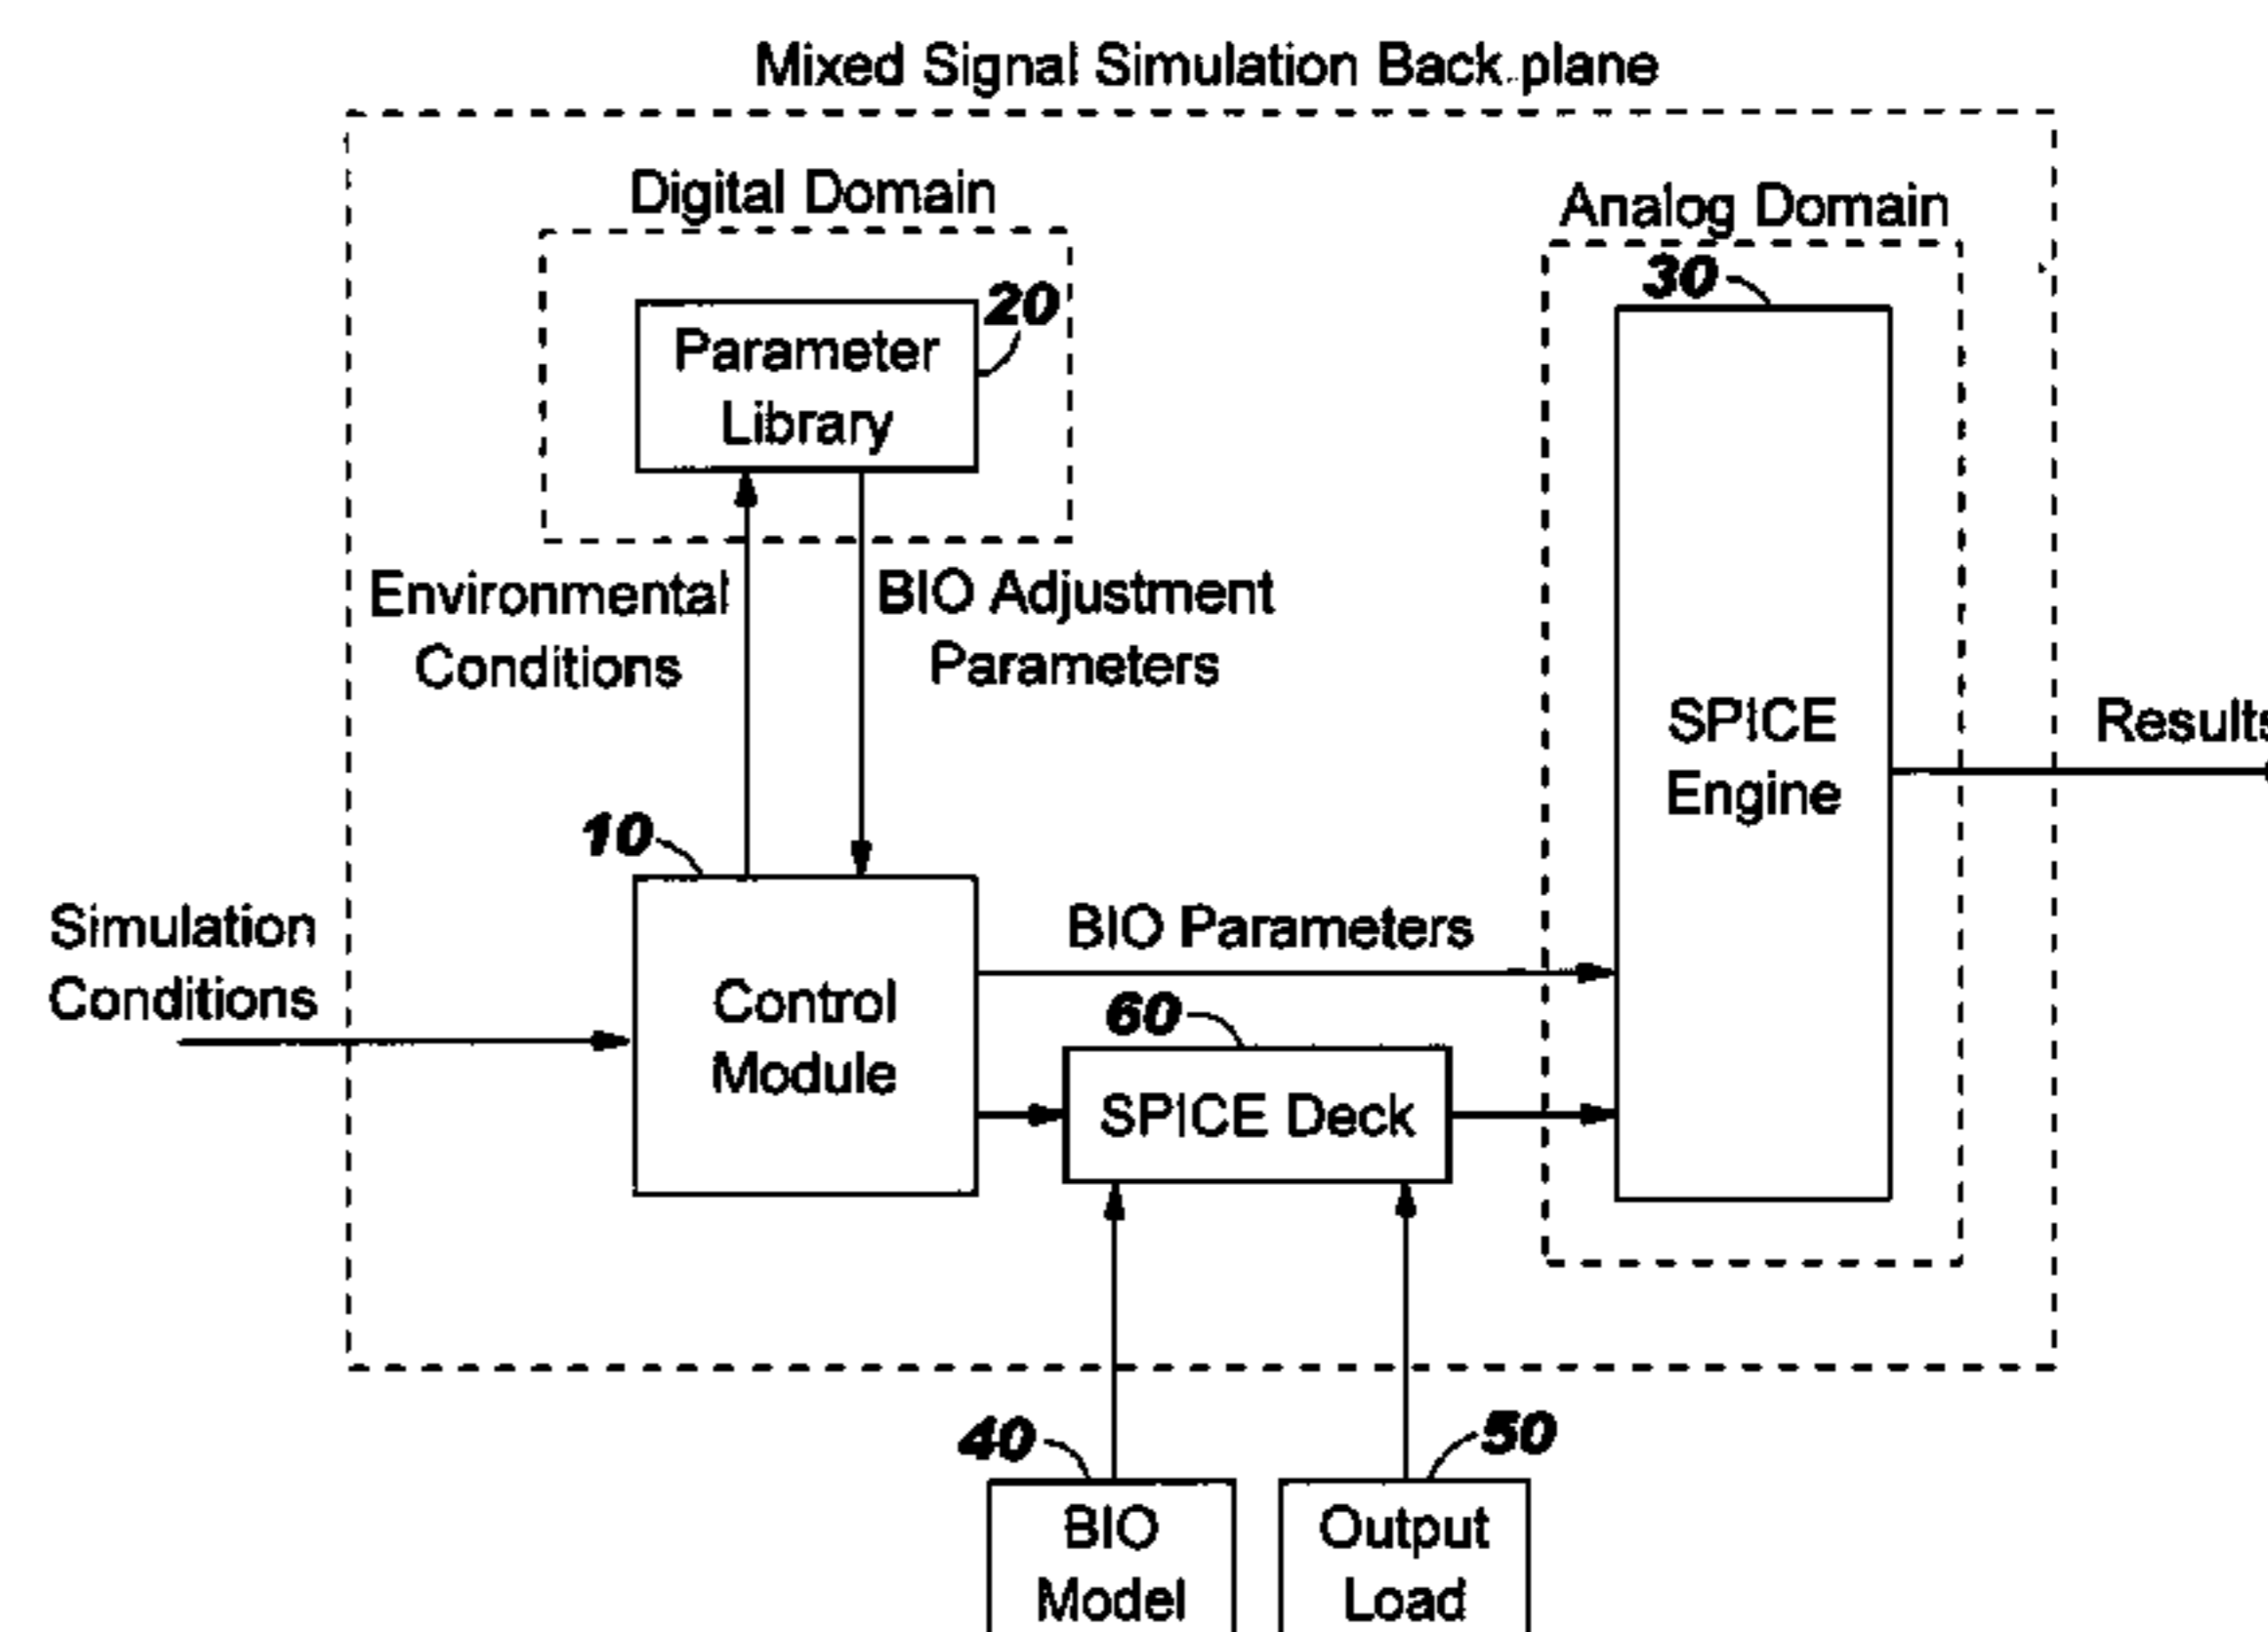 Mixed Signal Simulation Back-plane
Digital Domain
Analog Domain
20
30
Parameter
Library
Environmental
Conditions
BIO Adjustment
Parameters
SPICE
Engine
Results
10
Simulation
Conditions
Control
Module
BIO Parameters
60
SPICE Deck
40
50
BIO
Model
Output
Load